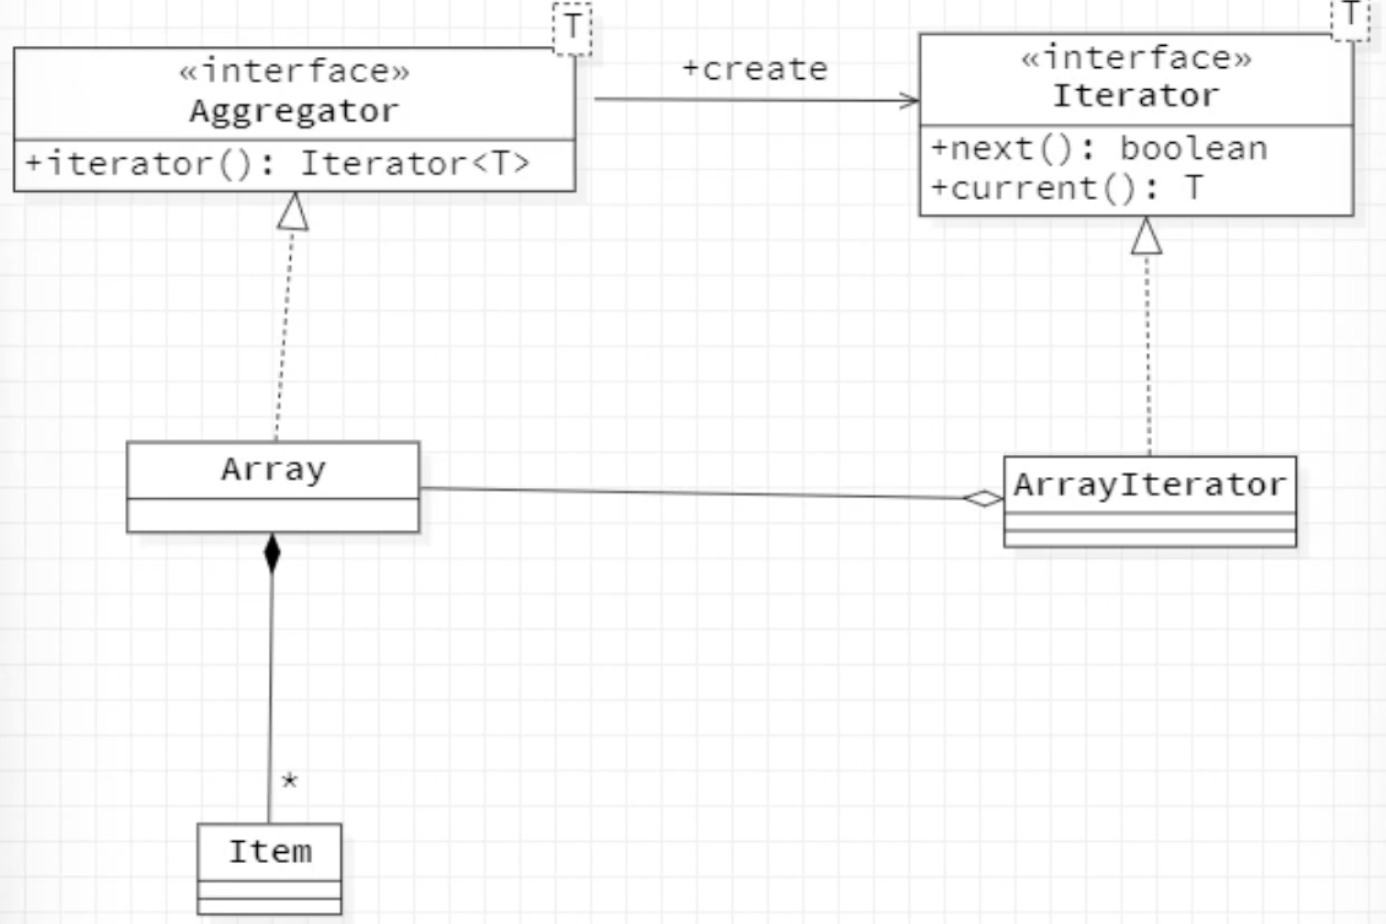 T
«interface»
Aggregator
+iterator(): Iterator<T>
+create
T
«interface»
Iterator
+next(): boolean
+current(): T
Array
ArrayIterator
*
Item